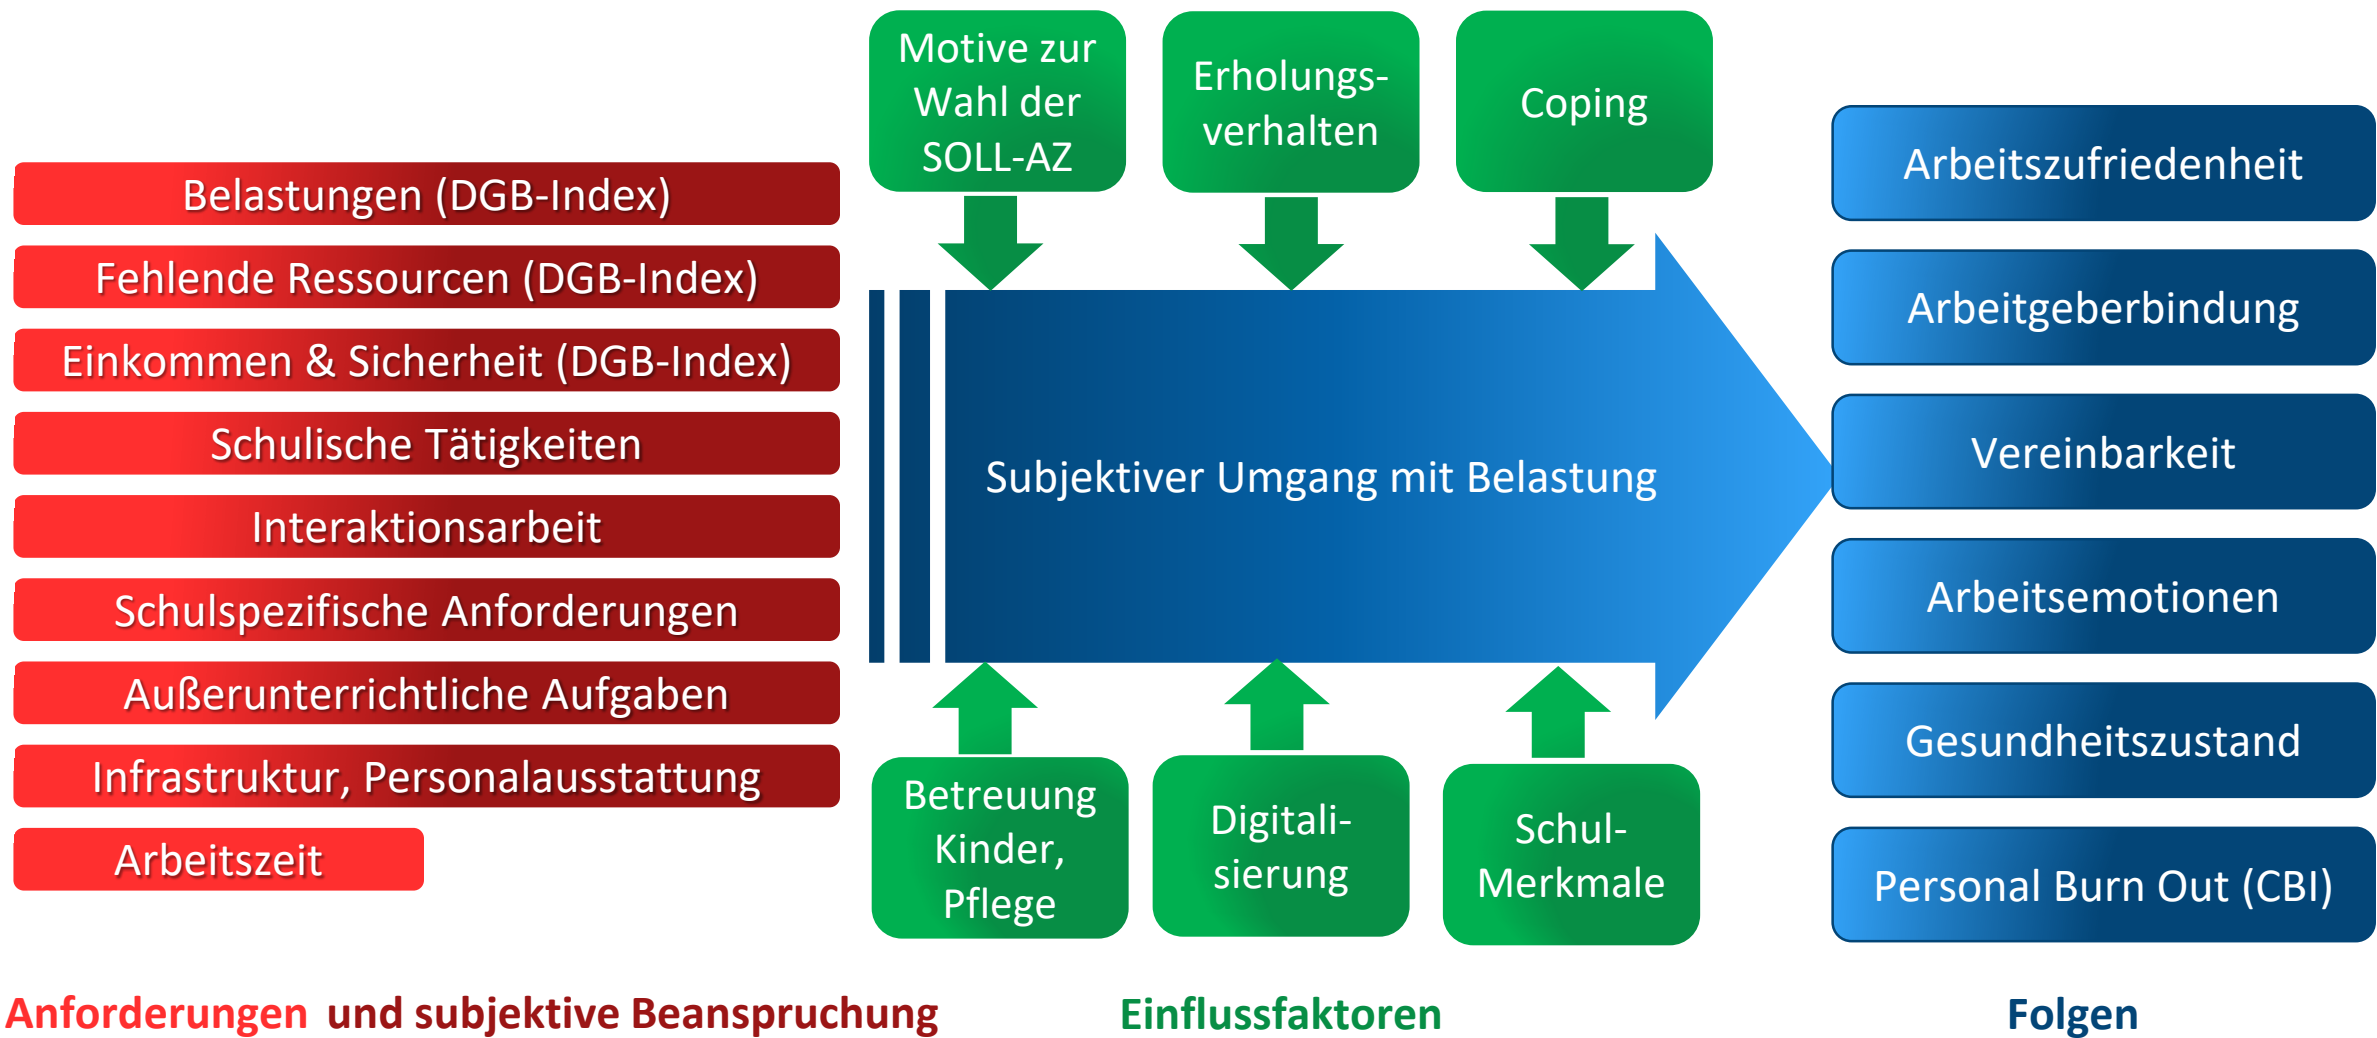 Belastungen (DGB-Index)
Fehlende Ressourcen (DGB-Index)
Einkommen & Sicherheit (DGB-Index)
Schulische Tätigkeiten
Interaktionsarbeit
Schulspezifische Anforderungen
Außerunterrichtliche Aufgaben
Infrastruktur, Personalausstattung
Arbeitszeit
Motive zur
Wahl der
SOLL-AZ
Erholungs-
verhalten
Coping
Subjektiver Umgang mit Belastung
Betreuung
Kinder,
Pflege
Digitali-
sierung
Schul-
Merkmale
Arbeitszufriedenheit
Arbeitgeberbindung
Vereinbarkeit
Arbeitsemotionen
Gesundheitszustand
Personal Burn Out (CBI)
Anforderungen und subjektive Beanspruchung
Einflussfaktoren
Folgen